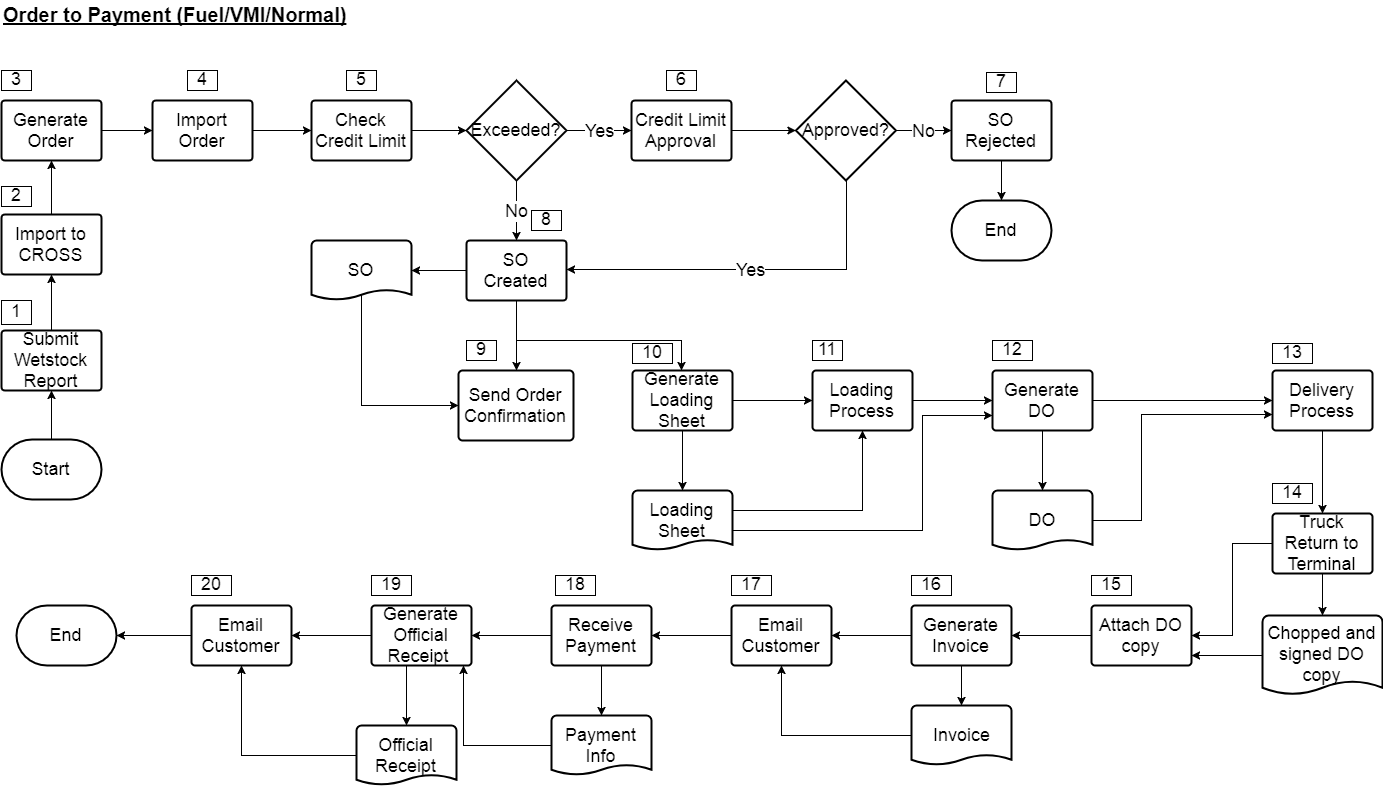 Order to Payment (Fuel/VMI/Normal)
3
Generate
Order
4
Import
Order
5
Check
Credit Limit
Exceeded?
Yes
6
Credit Limit
Approval
Approved?
No
7
SO
Rejected
End
2
Import to
CROSS
No
8
SO
Created
SO
Yes
1
Submit
Wetstock
Report
Start
9
Send Order
Confirmation
10
Generate
Loading
Sheet
11
Loading
Process
12
Generate
DO
13
Delivery
Process
Loading
Sheet
DO
14
Truck
Return to
Terminal
Chopped and
signed DO
copy
15
Attach DO
copy
16
Generate
Invoice
Invoice
17
Email
Customer
18
Receive
Payment
Payment
Info
19
Generate
Official
Receipt
Official
Receipt
20
Email
Customer
End